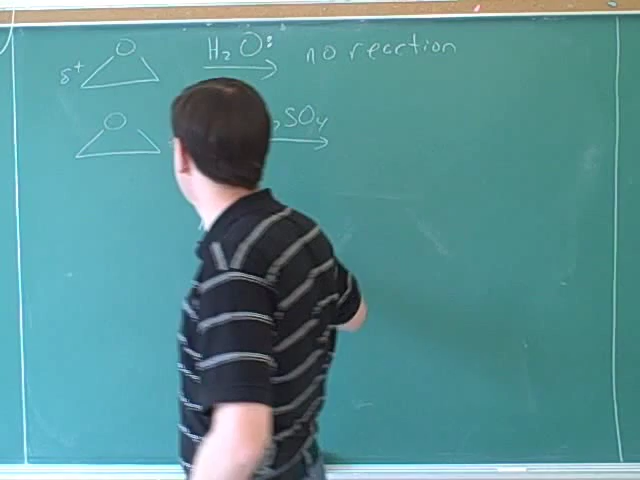 O
δ+ H₂O: no reaction
O SO₄